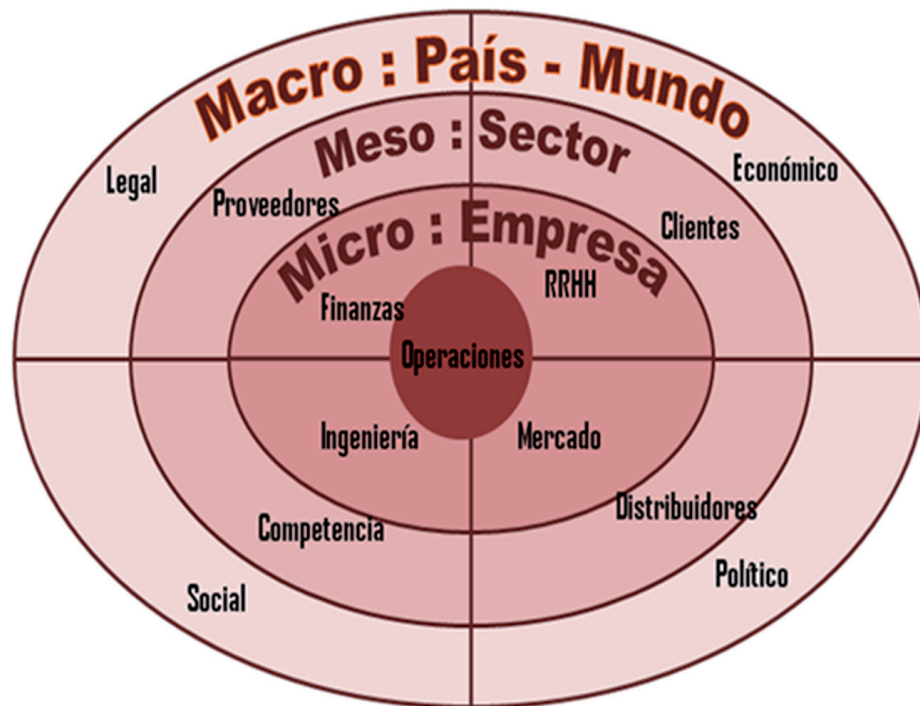 Macro : País - Mundo
Meso : Sector
Económico
Legal
Proveedores
Clientes
Micro : Empresa
RRHH
Finanzas
Operaciones
Ingeniería
Mercado
Distribuidores
Competencia
Político
Social